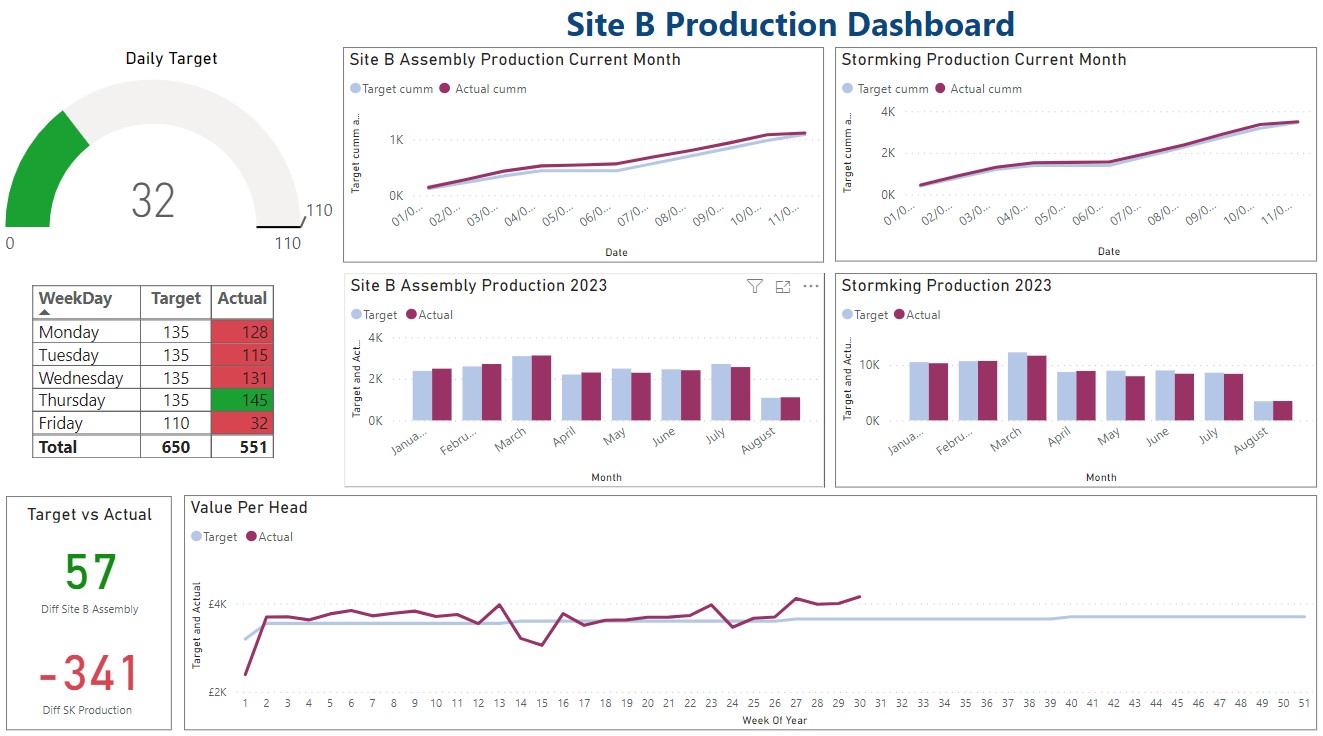 Site B Production Dashboard
Daily Target
32
0
110
110
WeekDay Target Actual
Monday 135 128
Tuesday 135 115
Wednesday 135 131
Thursday 135 145
Friday 110 32
Total 650 551
Site B Assembly Production Current Month
Target cumm Actual cumm
Target cumm a...
1K
0K
01/0... 02/0... 03/0... 04/0... 05/0... 06/0... 07/0... 08/0... 09/0... 10/0... 11/0...
Date
Stormking Production Current Month
Target cumm Actual cumm
Target cumm a...
4K
2K
0K
01/0... 02/0... 03/0... 04/0... 05/0... 06/0... 07/0... 08/0... 09/0... 10/0... 11/0...
Date
Site B Assembly Production 2023
Target Actual
Target and Act...
4K
2K
0K
Janua... Febru... March April May June July August
Month
Stormking Production 2023
Target Actual
Target and Actu...
10K
0K
Janua... Febru... March April May June July August
Month
Target vs Actual
57
Diff Site B Assembly
-341
Diff SK Production
Value Per Head
Target Actual
Target and Actual
£4K
£2K
1 2 3 4 5 6 7 8 9 10 11 12 13 14 15 16 17 18 19 20 21 22 23 24 25 26 27 28 29 30 31 32 33 34 35 36 37 38 39 40 41 42 43 44 45 46 47 48 49 50 51
Week Of Year